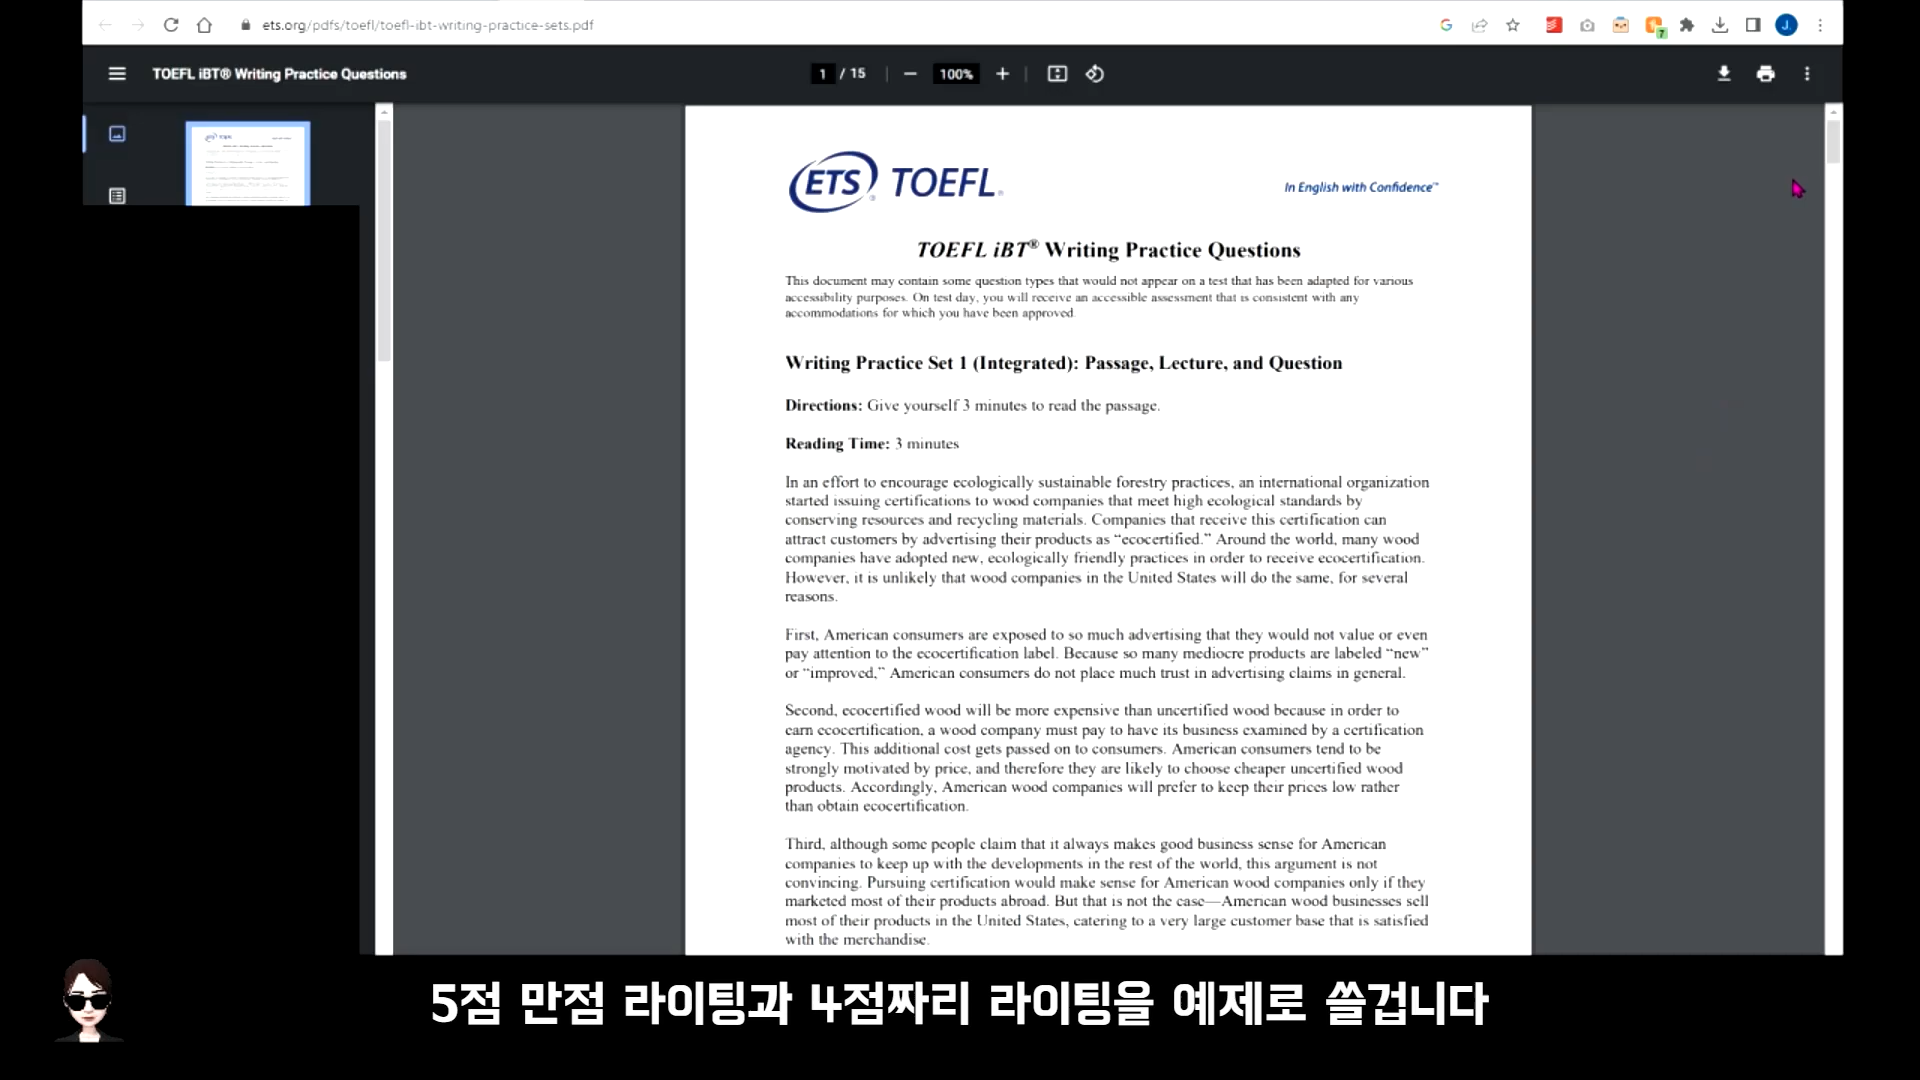 ets.org/pdfs/toefl/toefl-ibt-writing-practice-sets.pdf
G
7
J.
TOEFL iBT® Writing Practice Questions
1 / 15
100%
ETS® TOEFL®
In English with Confidence™
TOEFL iBT® Writing Practice Questions
This document may contain some question types that would not appear on a test that has been adapted for various
accessibility purposes. On test day, you will receive an accessible assessment that is consistent with any
accommodations for which you have been approved.
Writing Practice Set 1 (Integrated): Passage, Lecture, and Question
Directions: Give yourself 3 minutes to read the passage.
Reading Time: 3 minutes
In an effort to encourage ecologically sustainable forestry practices, an international organization
started issuing certifications to wood companies that meet high ecological standards by
conserving resources and recycling materials. Companies that receive this certification can
attract customers by advertising their products as “ecocertified.” Around the world, many wood
companies have adopted new, ecologically friendly practices in order to receive ecocertification.
However, it is unlikely that wood companies in the United States will do the same, for several
reasons.
First, American consumers are exposed to so much advertising that they would not value or even
pay attention to the ecocertification label. Because so many mediocre products are labeled “new”
or “improved,” American consumers do not place much trust in advertising claims in general.
Second, ecocertified wood will be more expensive than uncertified wood because in order to
earn ecocertification, a wood company must pay to have its business examined by a certification
agency. This additional cost gets passed on to consumers. American consumers tend to be
strongly motivated by price, and therefore they are likely to choose cheaper uncertified wood
products. Accordingly, American wood companies will prefer to keep their prices low rather
than obtain ecocertification.
Third, although some people claim that it always makes good business sense for American
companies to keep up with the developments in the rest of the world, this argument is not
convincing. Pursuing certification would make sense for American wood companies only if they
marketed most of their products abroad. But that is not the case—American wood businesses sell
most of their products in the United States, catering to a very large customer base that is satisfied
with the merchandise.
5점 만점 라이팅과 4점짜리 라이팅을 예제로 쓸겁니다